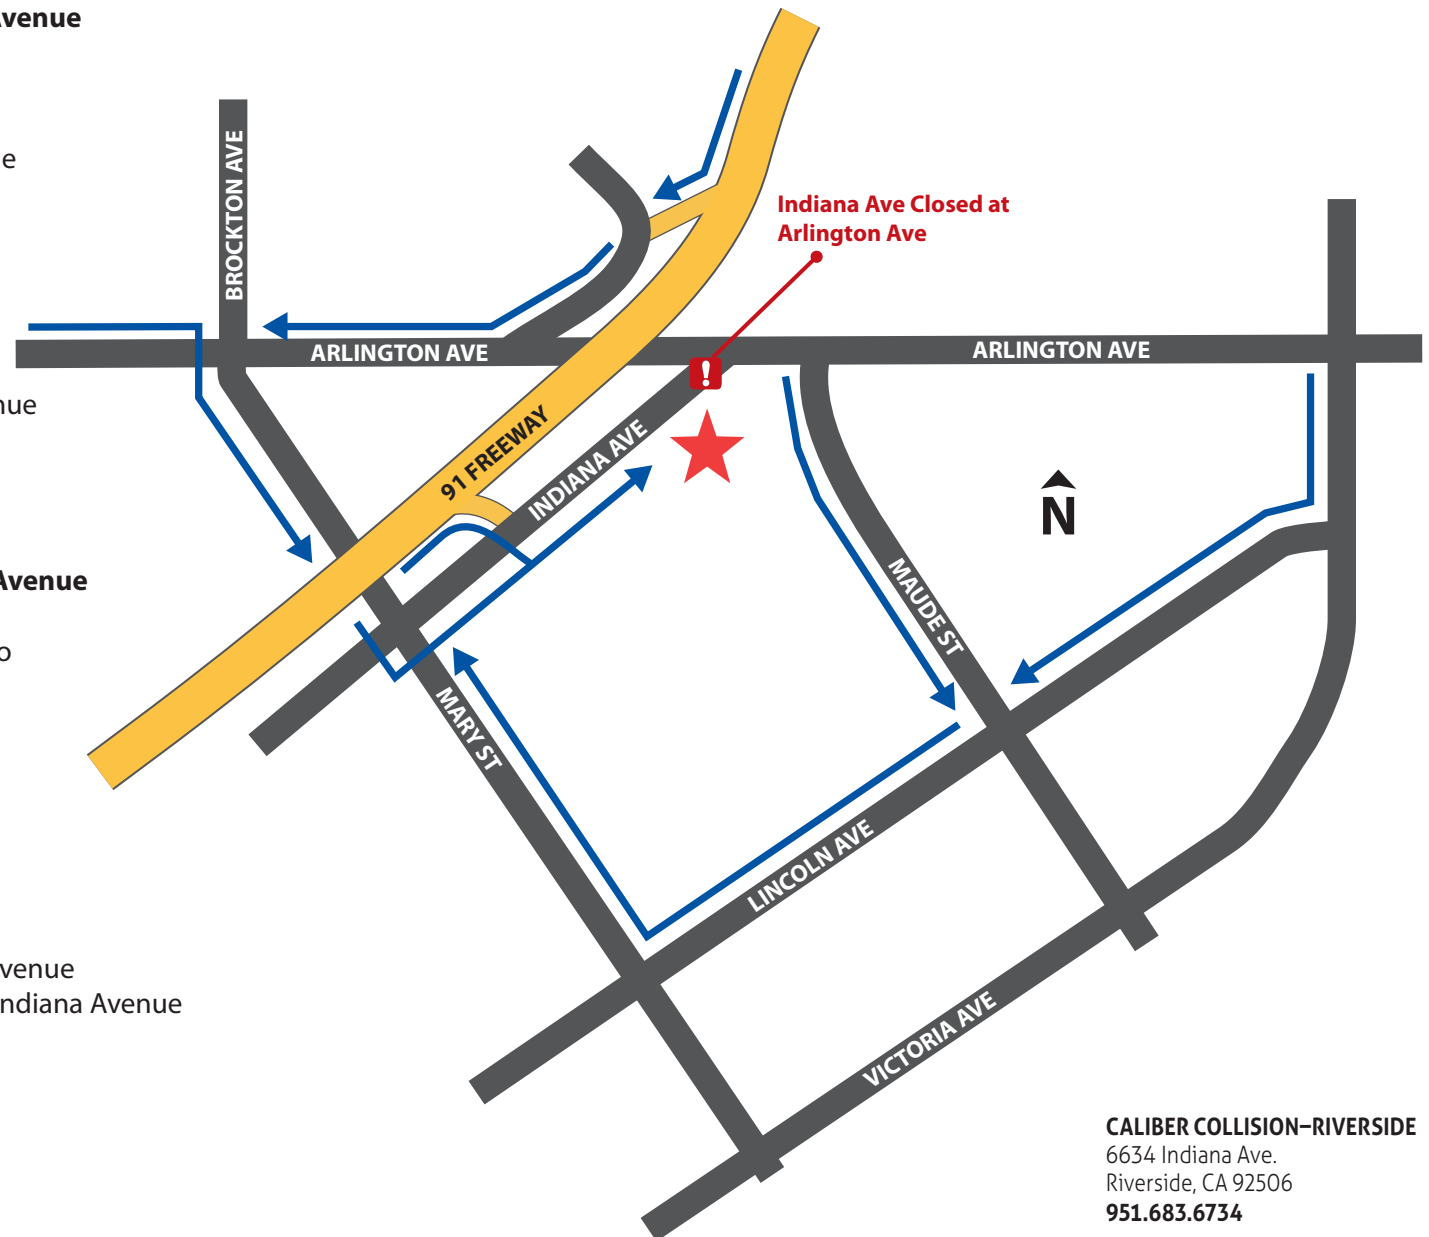 Avenue
e
BROCKTON AVE
Indiana Ave Closed at
Arlington Ave
ARLINGTON AVE
ARLINGTON AVE
!
nue
91 FREEWAY
INDIANA AVE
N
Avenue
MAUDE ST
o
MARY ST
LINCOLN AVE
venue
ndiana Avenue
VICTORIA AVE
CALIBER COLLISION–RIVERSIDE
6634 Indiana Ave.
Riverside, CA 92506
951.683.6734